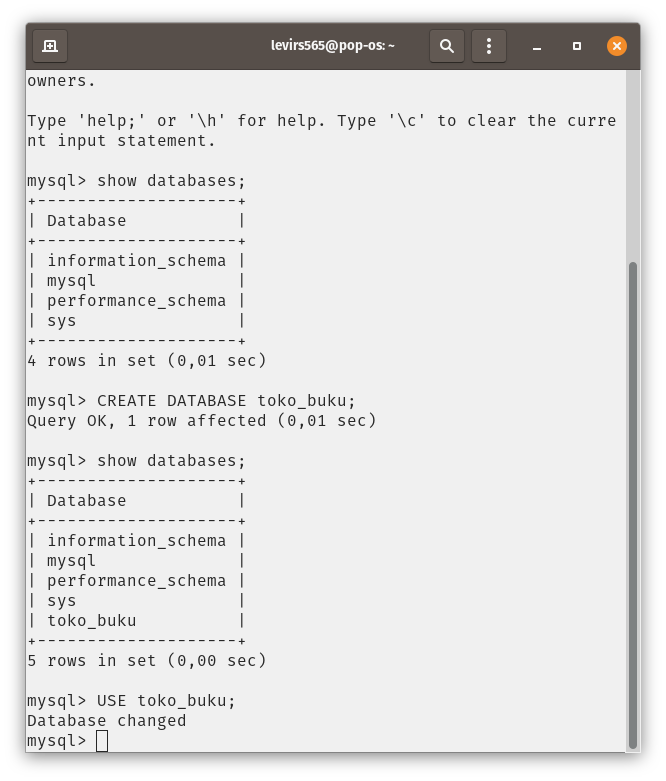 levirs565@pop-os: ~
owners.
Type 'help;' or '\h' for help. Type '\c' to clear the curre
nt input statement.
mysql> show databases;
+--------------------+
| Database           |
+--------------------+
| information_schema |
| mysql              |
| performance_schema |
| sys                |
+--------------------+
4 rows in set (0,01 sec)
mysql> CREATE DATABASE toko_buku;
Query OK, 1 row affected (0,01 sec)
mysql> show databases;
+--------------------+
| Database           |
+--------------------+
| information_schema |
| mysql              |
| performance_schema |
| sys                |
| toko_buku          |
+--------------------+
5 rows in set (0,00 sec)
mysql> USE toko_buku;
Database changed
mysql>